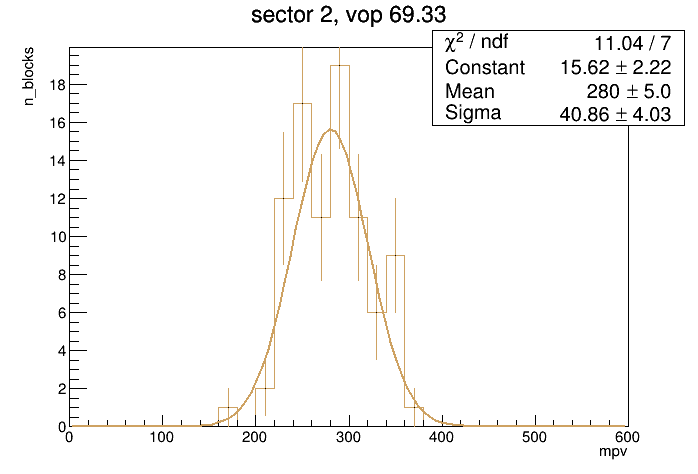 sector 2, vop 69.33
χ² / ndf 11.04 / 7
Constant 15.62 ± 2.22
Mean 280 ± 5.0
Sigma 40.86 ± 4.03
n_blocks
18
16
14
12
10
8
6
4
2
0
0 100 200 300 400 500 600
mpv